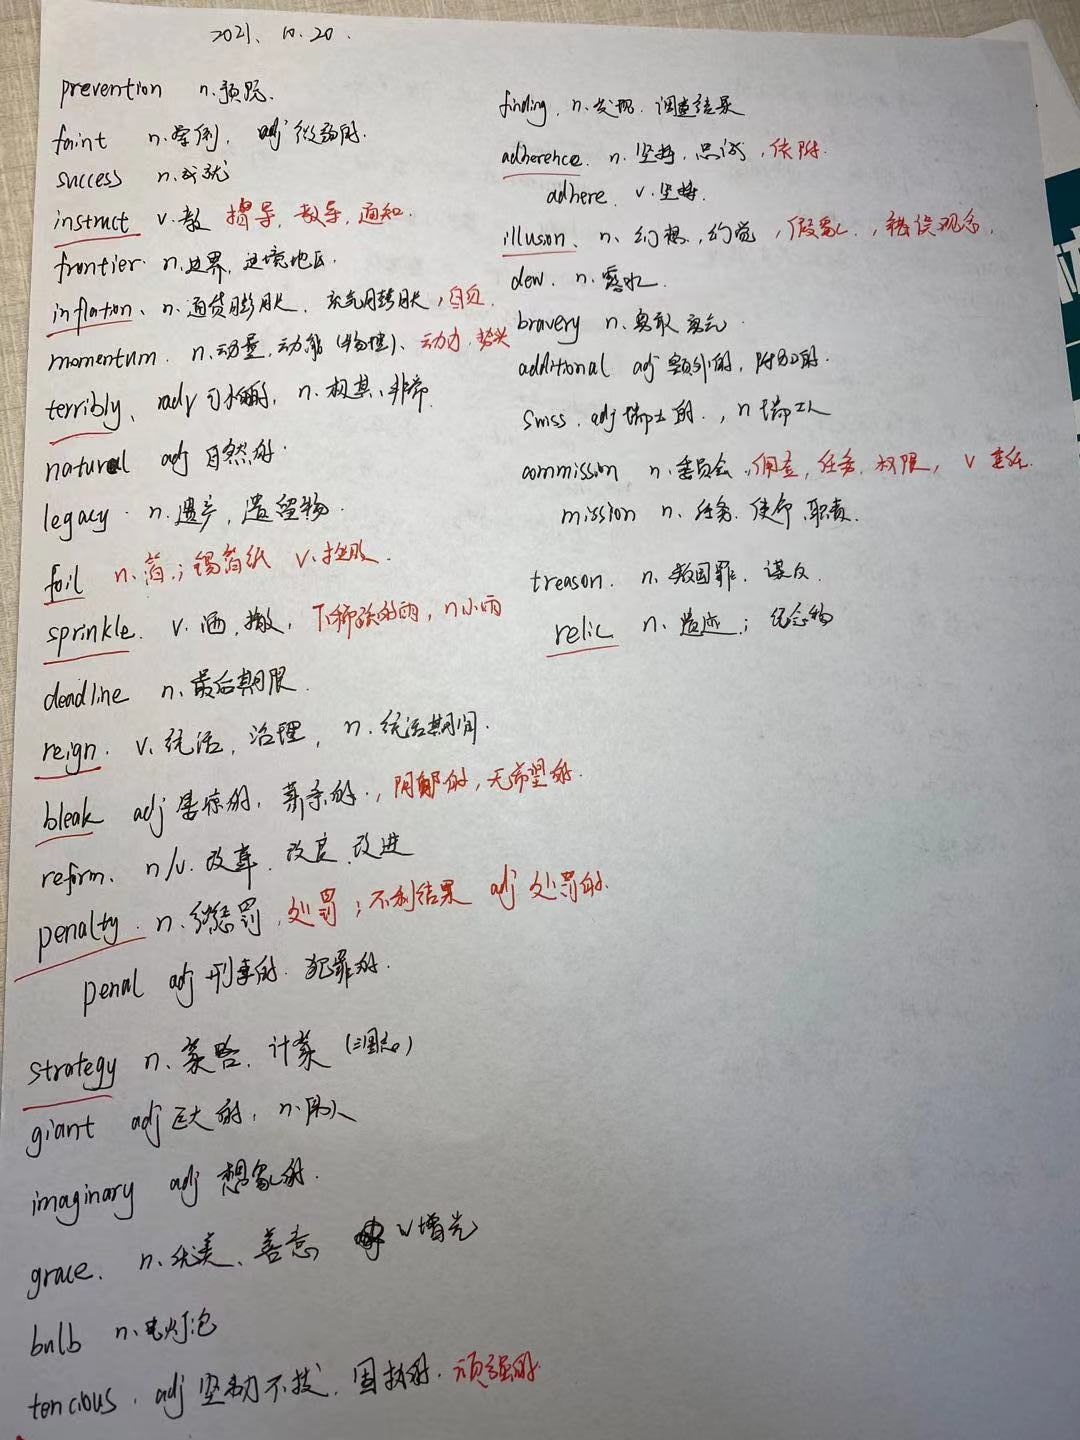 2021. 10. 20.
prevention n.预防.
faint n.晕倒, adj 微弱的.
success n.成就
instruct v.教 指导, 教导, 通知.
frontier n.边界, 边境地区.
inflation、n.通货膨胀、充气膨胀,自负.
momentum. n.动量,动能(物理)、动力,势头
terribly、adv 可怕的, n.极其、非常.
natural adj 自然的.
legacy. n.遗产,遗留物.
foil n.箔;锡箔纸 v.挫败.
sprinkle. v.洒,撒, 下稀疏的雨,n小雨
deadline n.最后期限.
reign. v.统治,治理, n.统治期间.
bleak adj 的, 的.,阴郁的,无希望的.
reform、n/v.改革,改良,改进
penalty. n.惩罚,处罚;不利结果 adj 处罚的.
penal adj 刑事的.犯罪的.
strategy n.策略,计策(三国志)
giant adj 巨大的, n.巨人
imaginary adj 想象的.
grace. n.优美、善意, v增光
bulb n.电灯泡
tencious. adj 坚韧不拔,固执的.顽强的.
finding, n.发现.调查结果
adherence. n.坚持,忠诚,依附.
adhere. v.坚持.
illuson、n、幻想,幻觉,假象,错误观念.
dew. n.露水.
bravery n.勇敢 勇气.
additional adj 额外的,附加的.
Swiss. adj 瑞士的., n 瑞士人
commission n.委员会,佣金,任务,权限, v 委任.
mission n、任务.使命,职责.
treason. n.叛国罪、谋反.
relic n.遗迹;纪念物